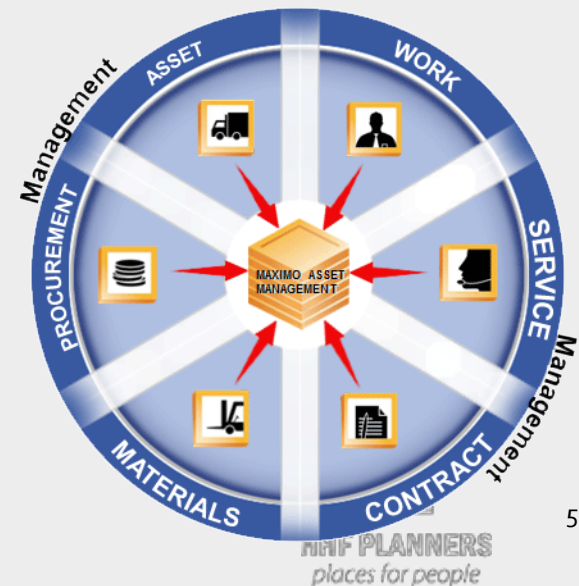 Management
ASSET
WORK
PROCUREMENT
SERVICE
MAXIMO ASSET
MANAGEMENT
Management
MATERIALS
CONTRACT
5
PLANNERS
places for people